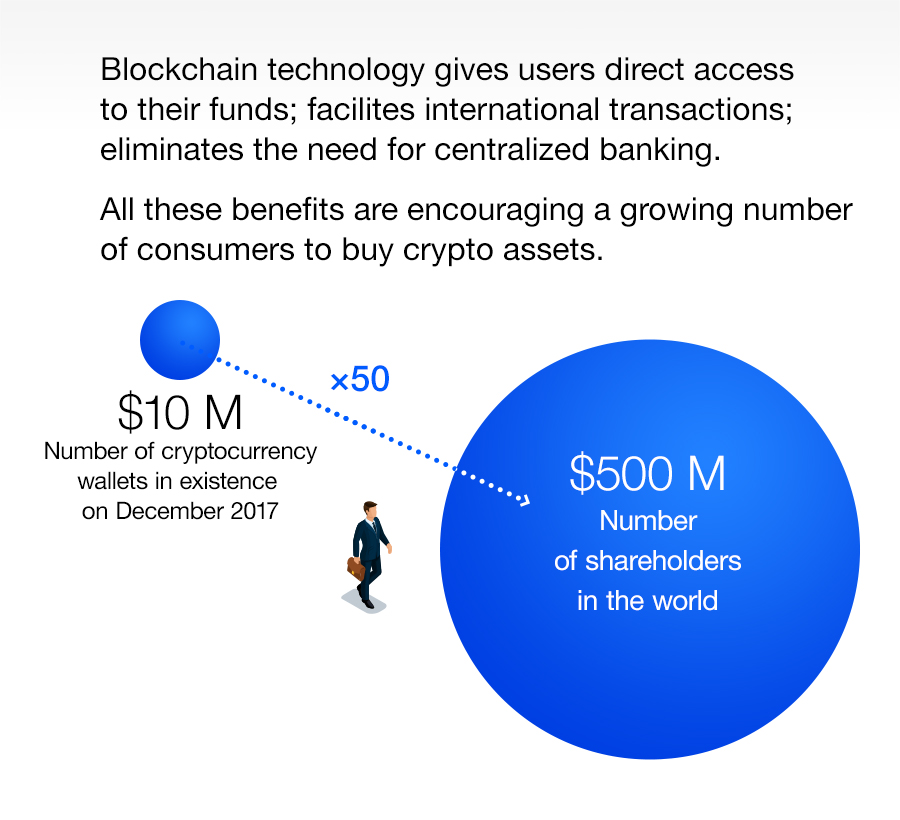 Blockchain technology gives users direct access
to their funds; facilites international transactions;
eliminates the need for centralized banking.
All these benefits are encouraging a growing number
of consumers to buy crypto assets.
×50
$10 M
Number of cryptocurrency
wallets in existence
on December 2017
$500 M
Number
of shareholders
in the world